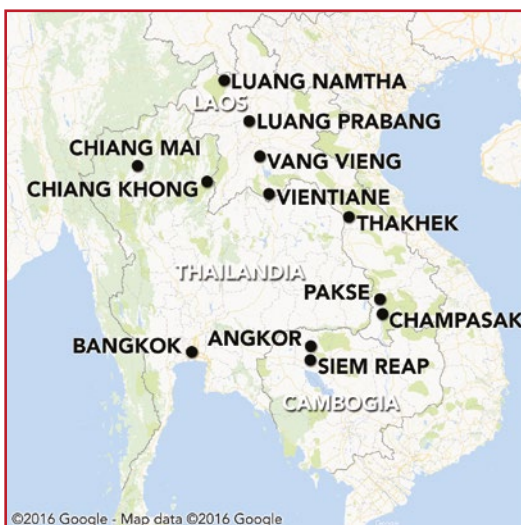 LUANG NAMTHA
LAOS
LUANG PRABANG
CHIANG MAI
VANG VIENG
CHIANG KHONG
VIENTIANE
THAKHEK
THAILANDIA
PAKSE
CHAMPASAK
ANGKOR
BANGKOK
SIEM REAP
CAMBOGIA
©2016 Google - Map data ©2016 Google